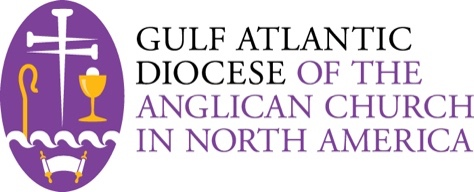 GULF ATLANTIC
DIOCESE OF THE
ANGLICAN CHURCH
IN NORTH AMERICA